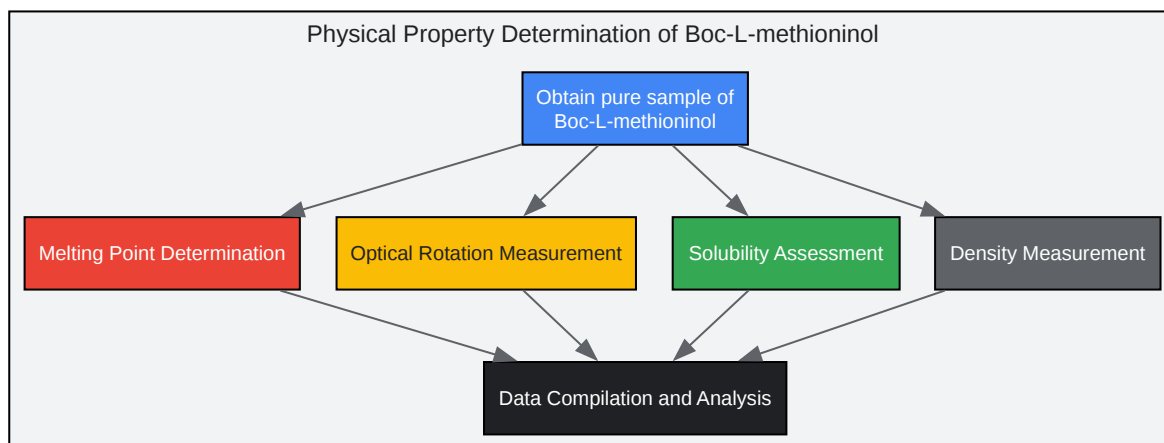 Physical Property Determination of Boc-L-methioninol
Obtain pure sample of
Boc-L-methioninol
Melting Point Determination
Optical Rotation Measurement
Solubility Assessment
Density Measurement
Data Compilation and Analysis